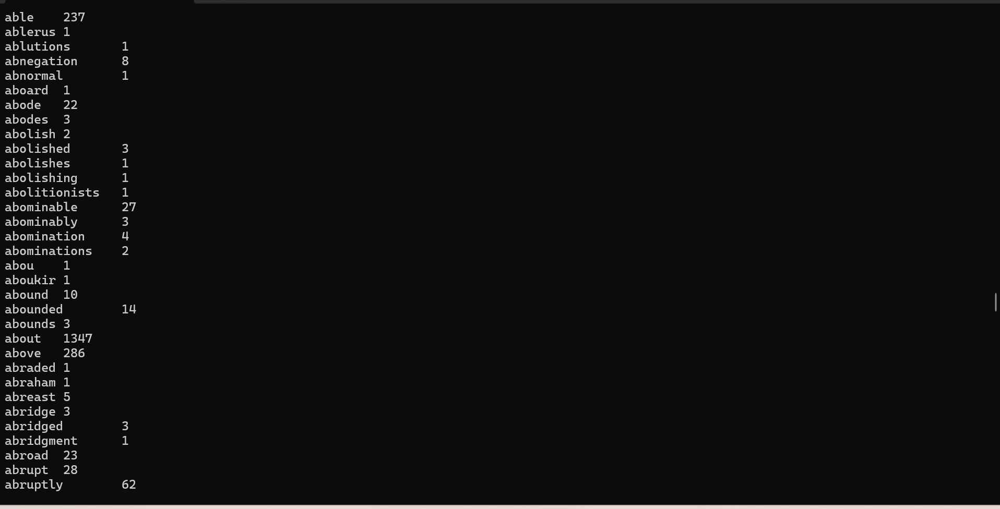 able	237
ablerus	1
ablutions	1
abnegation	8
abnormal	1
aboard	1
abode	22
abodes	3
abolish	2
abolished	3
abolishes	1
abolishing	1
abolitionists	1
abominable	27
abominably	3
abomination	4
abominations	2
abou	1
aboukir	1
abound	10
abounded	14
abounds	3
about	1347
above	286
abraded	1
abraham	1
abreast	5
abridge	3
abridged	3
abridgment	1
abroad	23
abrupt	28
abruptly	62